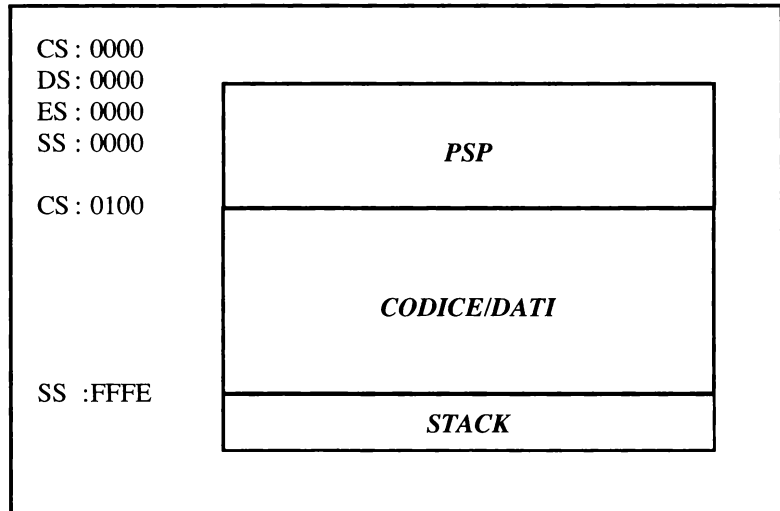 CS : 0000
DS : 0000
ES : 0000
SS : 0000
PSP
CS : 0100
CODICE/DATI
SS :FFFE
STACK